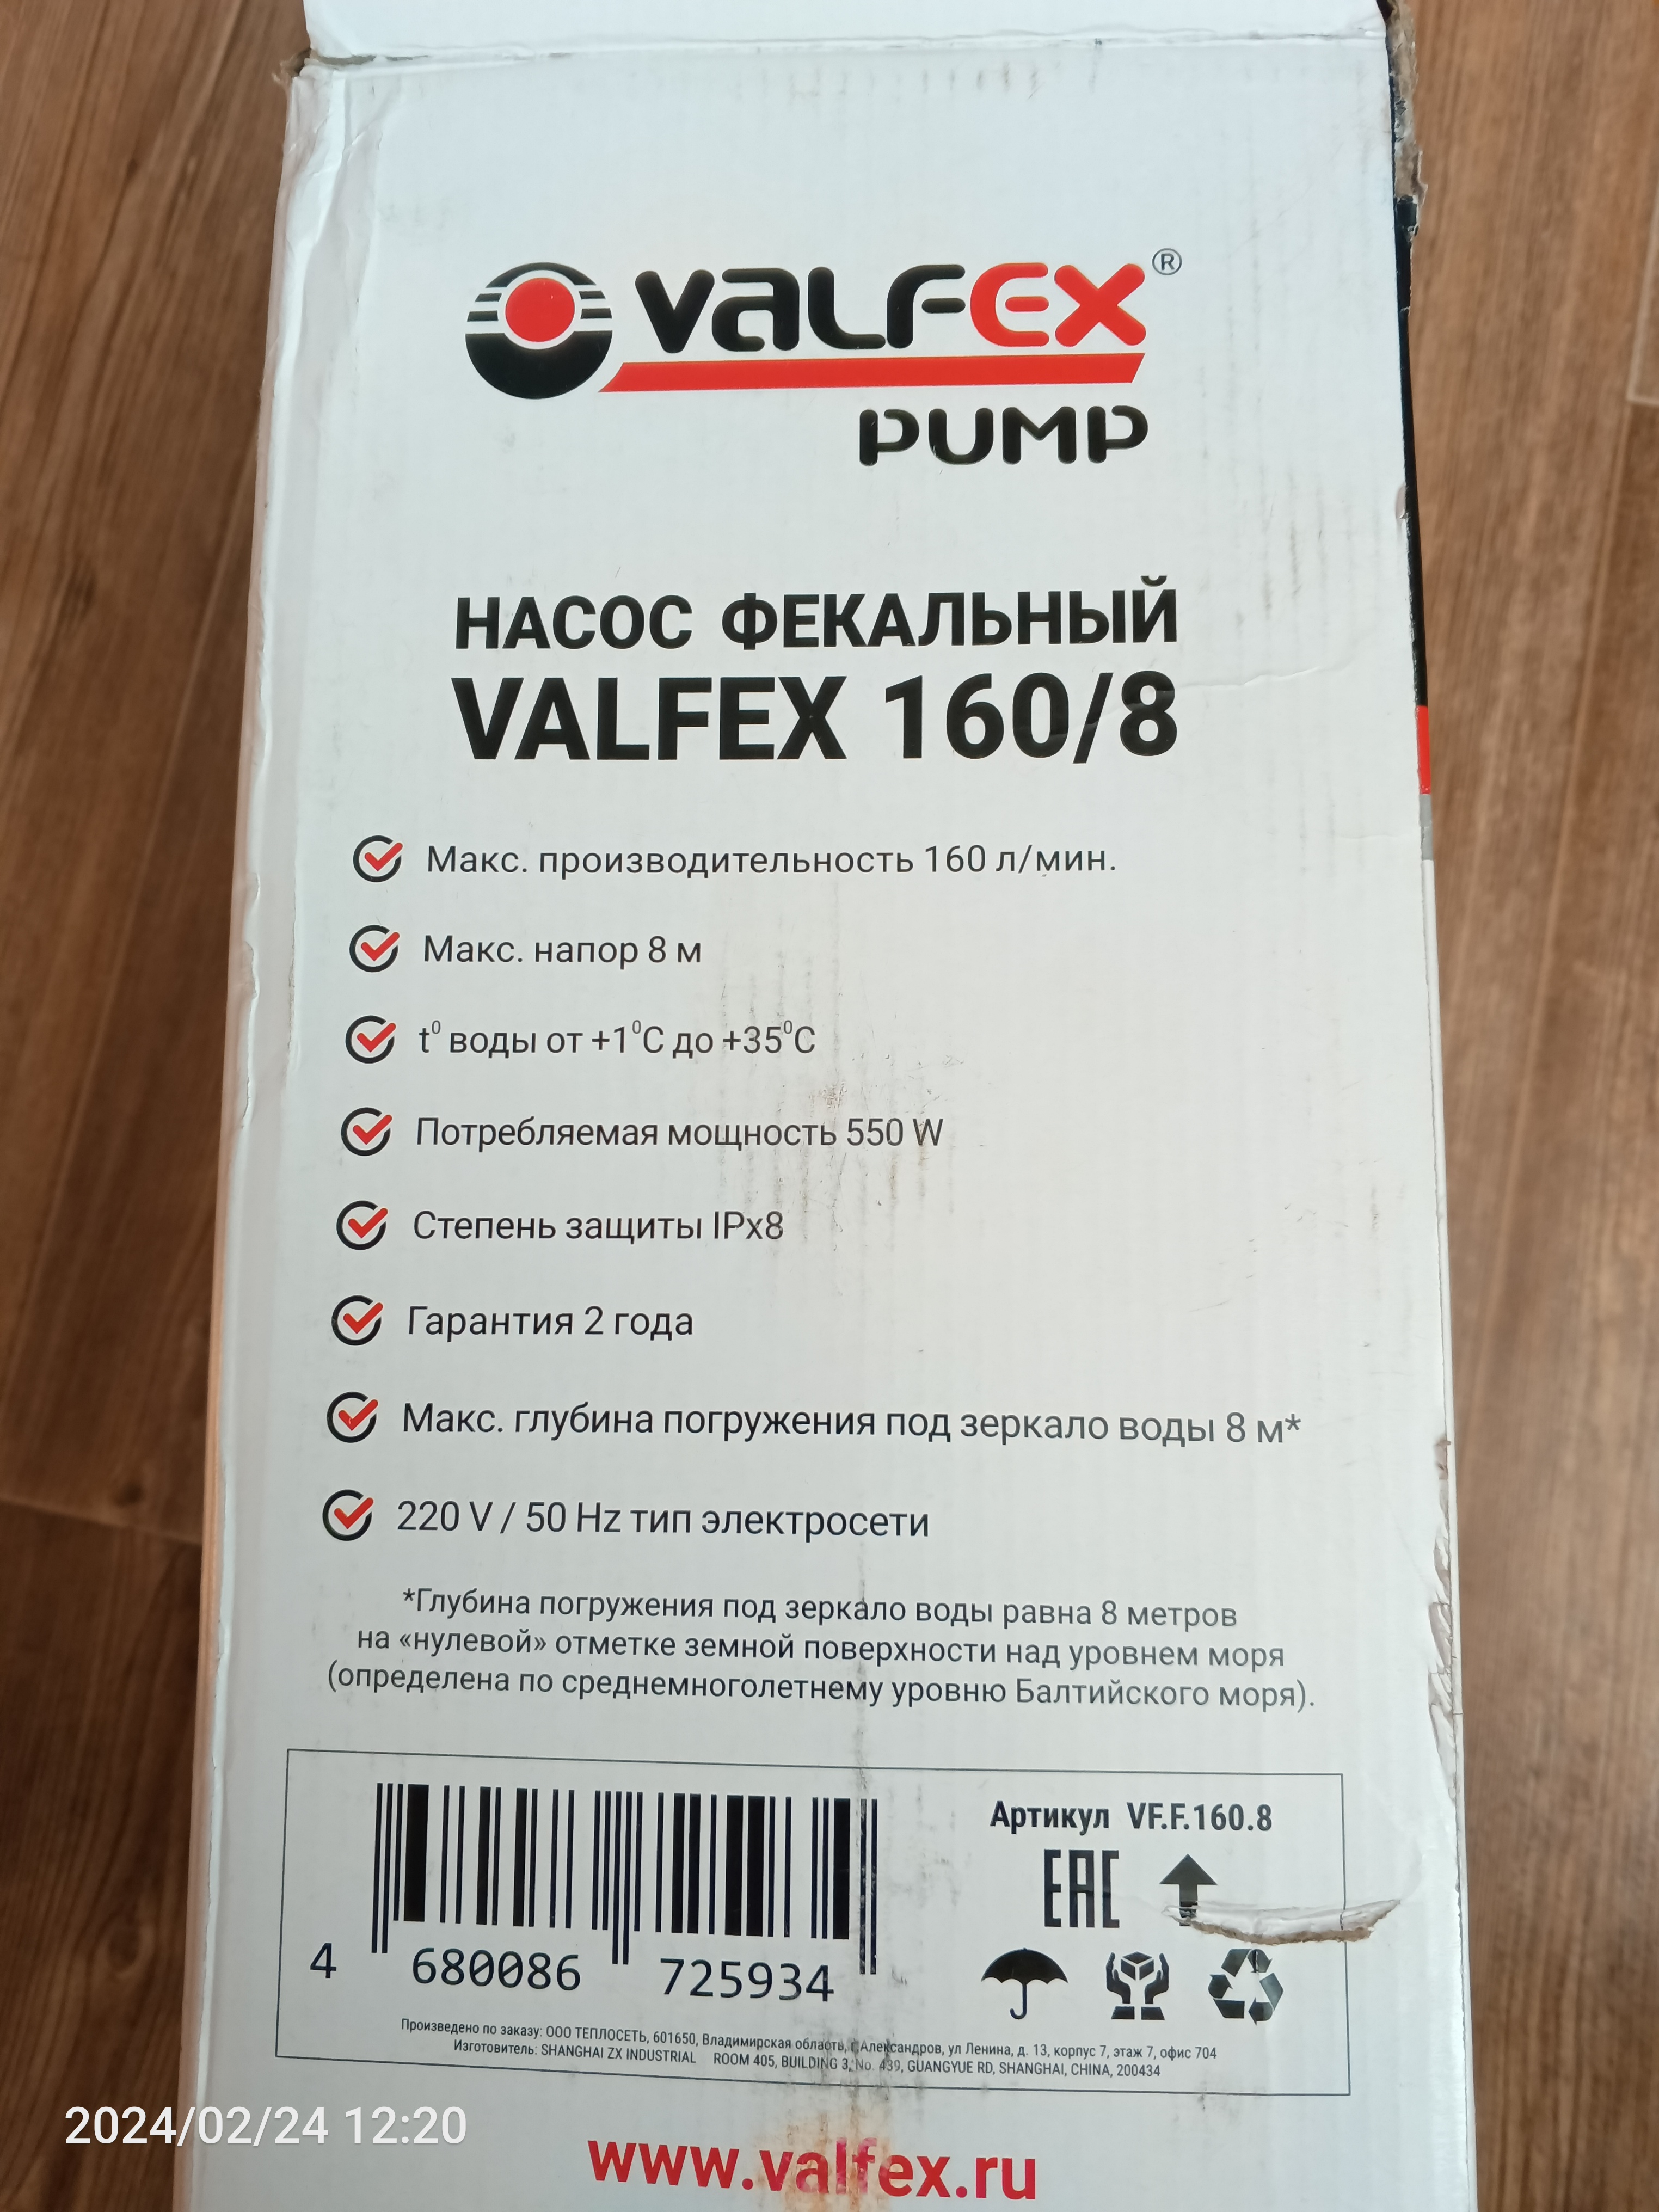 VALFEX®
PUMP
НАСОС ФЕКАЛЬНЫЙ
VALFEX 160/8
Макс. производительность 160 л/мин.
Макс. напор 8 м
t⁰ воды от +1⁰C до +35⁰C
Потребляемая мощность 550 W
Степень защиты IPx8
Гарантия 2 года
Макс. глубина погружения под зеркало воды 8 м*
220 V / 50 Hz тип электросети
*Глубина погружения под зеркало воды равна 8 метров
на «нулевой» отметке земной поверхности над уровнем моря
(определена по среднемноголетнему уровню Балтийского моря).
Артикул VF.F.160.8
EAC
4 680086 725934
Произведено по заказу: ООО ТЕПЛОСЕТЬ, 601650, Владимирская область, г.Александров, ул Ленина, д. 13, корпус 7, этаж 7, офис 704
Изготовитель: SHANGHAI ZX INDUSTRIAL ROOM 405, BUILDING 3, No. 439, GUANGYUE RD, SHANGHAI, CHINA, 200434
2024/02/24 12:20
www.valfex.ru